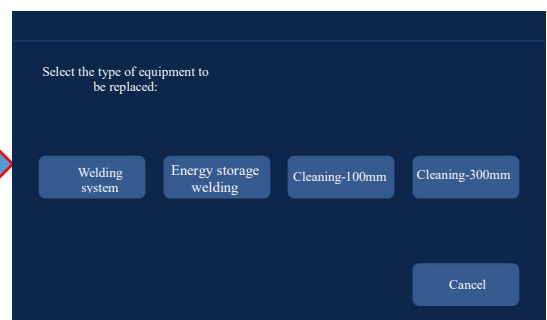 Select the type of equipment to
be replaced:
Welding
system
Energy storage
welding
Cleaning-100mm
Cleaning-300mm
Cancel